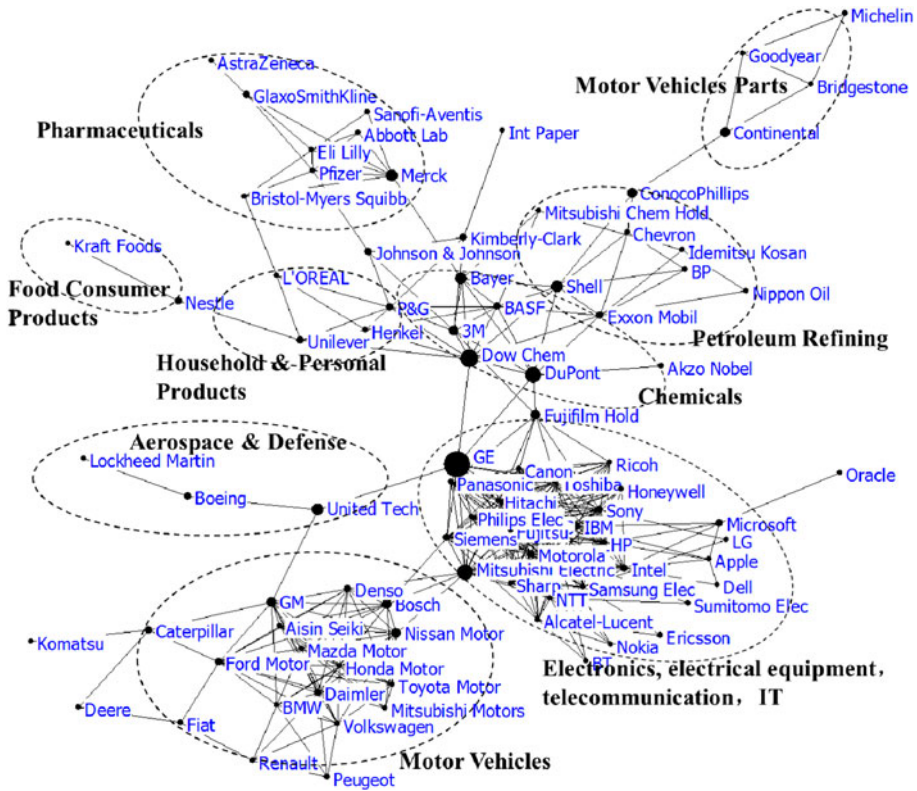 Michelin
AstraZeneca
Goodyear
Motor Vehicles Parts
Bridgestone
GlaxoSmithKline
Sanofi-Aventis
Pharmaceuticals
Abbott Lab
Int Paper
Continental
Eli Lilly
Pfizer
Merck
Bristol-Myers Squibb
ConocoPhillips
Mitsubishi Chem Hold
Kraft Foods
Kimberly-Clark
Chevron
Johnson & Johnson
Idemitsu Kosan
Food Consumer
Products
L'OREAL
Bayer
Shell
BP
Nestle
P&G
BASF
Nippon Oil
Exxon Mobil
Unilever
Henkel
3M
Petroleum Refining
Household & Personal
Products
Dow Chem
DuPont
Akzo Nobel
Chemicals
Fujifilm Hold
Aerospace & Defense
Lockheed Martin
GE
Canon
Ricoh
Oracle
Panasonic
Toshiba
Honeywell
Boeing
United Tech
Hitachi
Sony
Philips Elec
IBM
Microsoft
Siemens
Fujitsu
HP
LG
Motorola
Apple
Mitsubishi Electric
Intel
Sharp
Samsung Elec
Dell
Denso
GM
Bosch
NTT
Sumitomo Elec
Komatsu
Caterpillar
Aisin Seiki
Nissan Motor
Alcatel-Lucent
Ericsson
Mazda Motor
Nokia
Ford Motor
Honda Motor
BT
Electronics, electrical equipment,
telecommunication, IT
Toyota Motor
Daimler
Deere
BMW
Mitsubishi Motors
Fiat
Volkswagen
Renault
Motor Vehicles
Peugeot